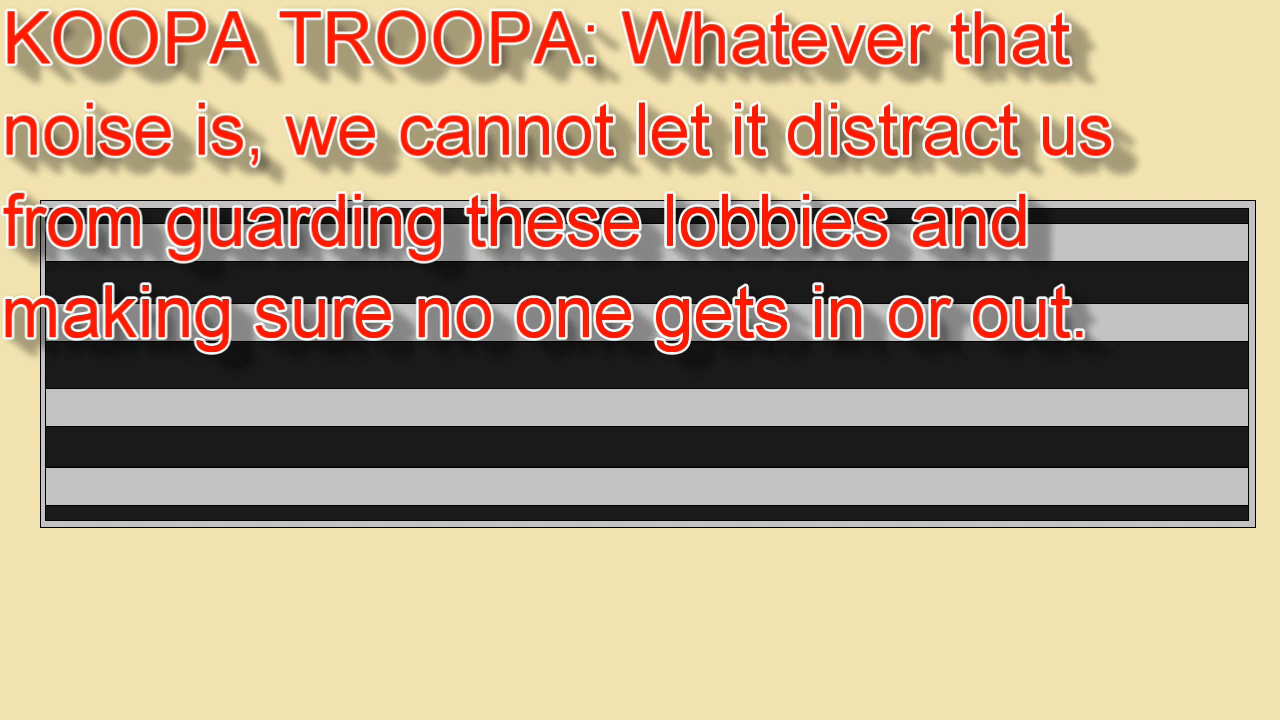 KOOPA TROOPA: Whatever that
noise is, we cannot let it distract us
from guarding these lobbies and
making sure no one gets in or out.